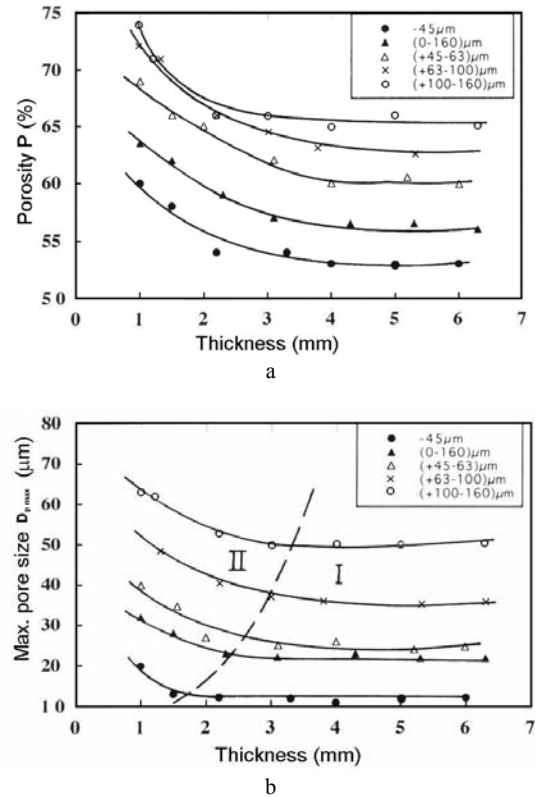 75
70
65
60
55
5 0
Porosity P (%)
-45µm
(0-160)µm
(+45-63)µm
(+63-100)µm
(+100-160)µm
0 1 2 3 4 5 6 7
Thickness (mm)
a
80
70
60
50
40
30
20
1 0
Max. pore size Dp max (µm)
-45µm
(0-160)µm
(+45-63)µm
(+63-100)µm
(+100-160)µm
II
I
0 1 2 3 4 5 6 7
Thickness (mm)
b